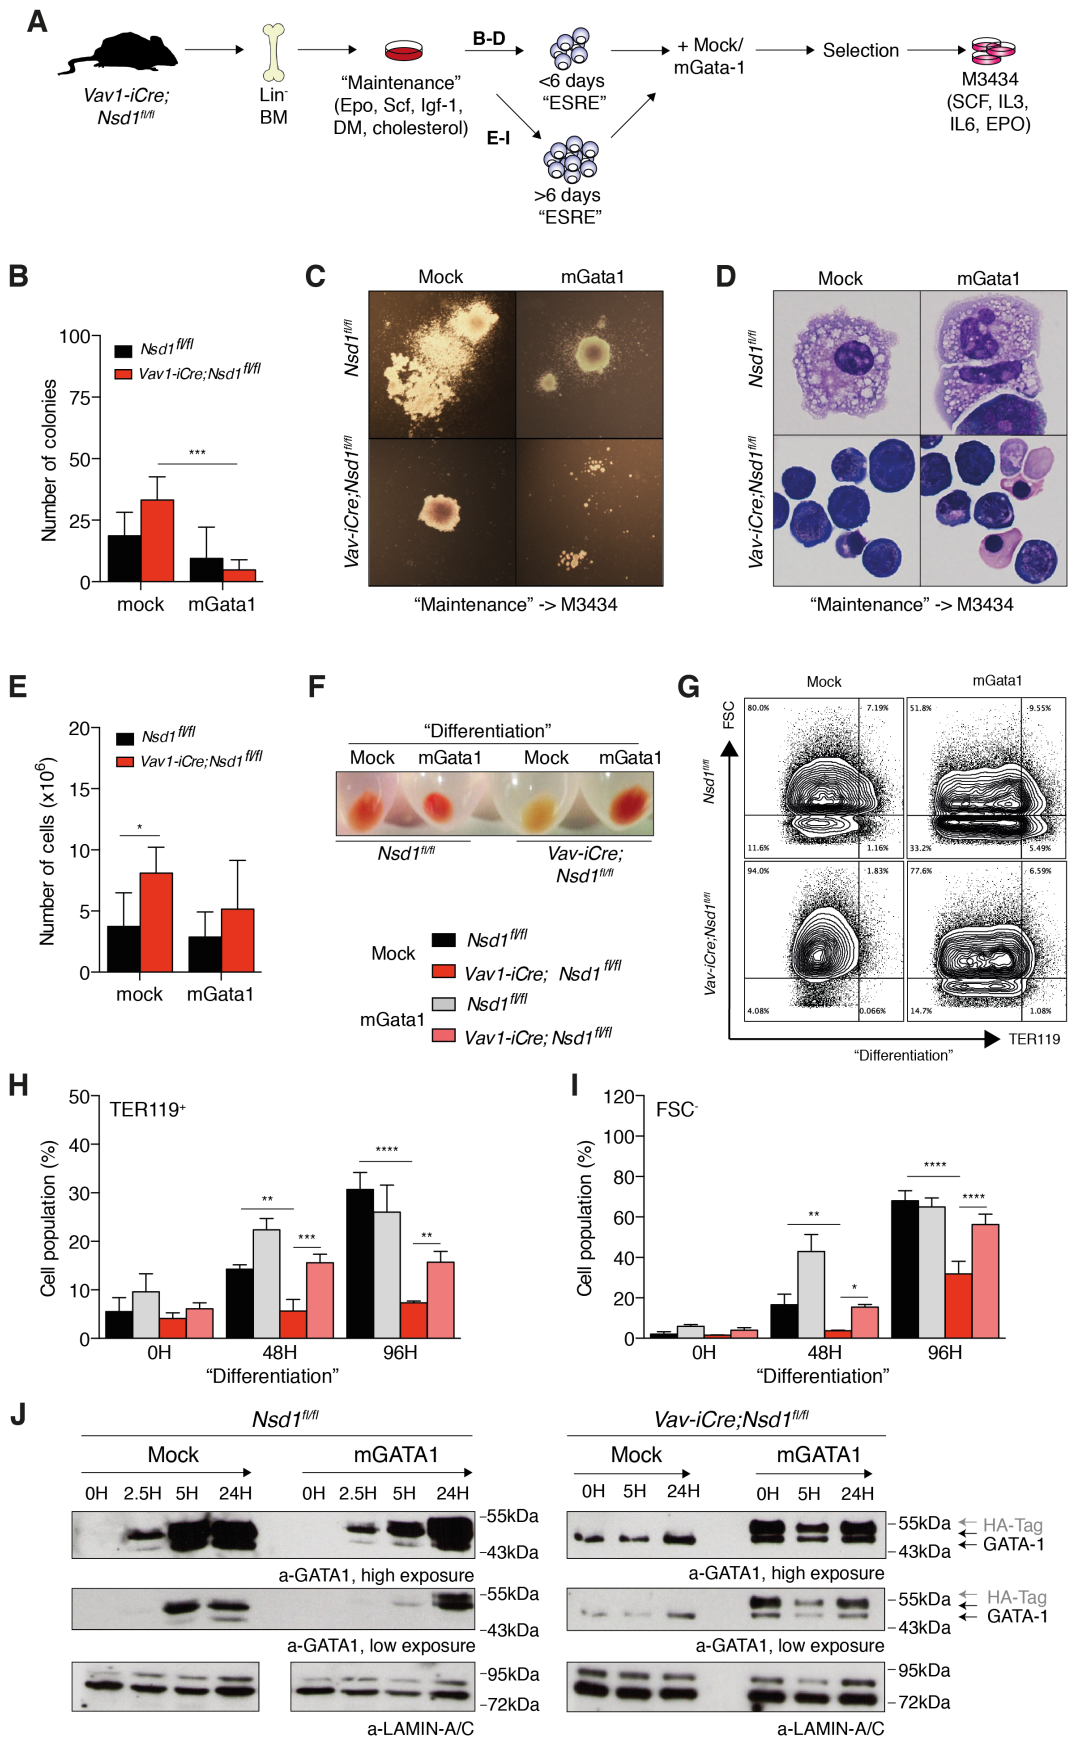 A
Vav1-iCre;
Nsd1fl/fl
Lin-
BM
“Maintenance”
(Epo, Scf, Igf-1,
DM, cholesterol)
B-D
<6 days
“ESRE”
E-I
>6 days
“ESRE”
+ Mock/
mGata-1
Selection
M3434
(SCF, IL3,
IL6, EPO)
B
Number of colonies
100
75
50
25
0
Nsd1fl/fl
Vav1-iCre;Nsd1fl/fl
***
mock
mGata1
C
Mock
mGata1
Nsd1fl/fl
Vav-iCre;Nsd1fl/fl
“Maintenance” -> M3434
D
Mock
mGata1
Nsd1fl/fl
Vav-iCre;Nsd1fl/fl
“Maintenance” -> M3434
E
Number of cells (x10⁶)
20
15
10
5
0
Nsd1fl/fl
Vav1-iCre;Nsd1fl/fl
*
mock
mGata1
F
“Differentiation”
Mock
mGata1
Mock
mGata1
Nsd1fl/fl
Vav-iCre;
Nsd1fl/fl
Mock
Nsd1fl/fl
Vav1-iCre; Nsd1fl/fl
mGata1
Nsd1fl/fl
Vav1-iCre; Nsd1fl/fl
G
Mock
mGata1
FSC
Nsd1fl/fl
80.0%
7.19%
51.8%
9.55%
11.6%
1.16%
33.2%
5.49%
Vav-iCre;Nsd1fl/fl
94.0%
1.83%
77.6%
6.59%
4.08%
0.066%
14.7%
1.08%
TER119
“Differentiation”
H
TER119+
Cell population (%)
50
40
30
20
10
0
**
***
****
**
0H
48H
96H
“Differentiation”
I
FSC-
Cell population (%)
120
100
80
60
40
20
0
**
*
****
****
0H
48H
96H
“Differentiation”
J
Nsd1fl/fl
Vav-iCre;Nsd1fl/fl
Mock
mGATA1
Mock
mGATA1
0H 2.5H 5H 24H
0H 2.5H 5H 24H
0H 5H 24H
0H 5H 24H
-55kDa
-43kDa
a-GATA1, high exposure
-55kDa
HA-Tag
GATA-1
-43kDa
a-GATA1, high exposure
-55kDa
-43kDa
a-GATA1, low exposure
-55kDa
HA-Tag
GATA-1
-43kDa
a-GATA1, low exposure
-95kDa
-72kDa
a-LAMIN-A/C
-95kDa
-72kDa
a-LAMIN-A/C